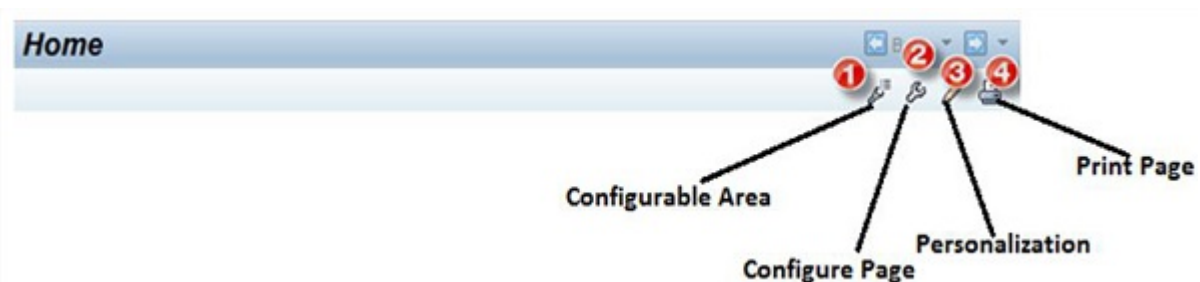 Home
B
1
2
3
4
Print Page
Configurable Area
Personalization
Configure Page